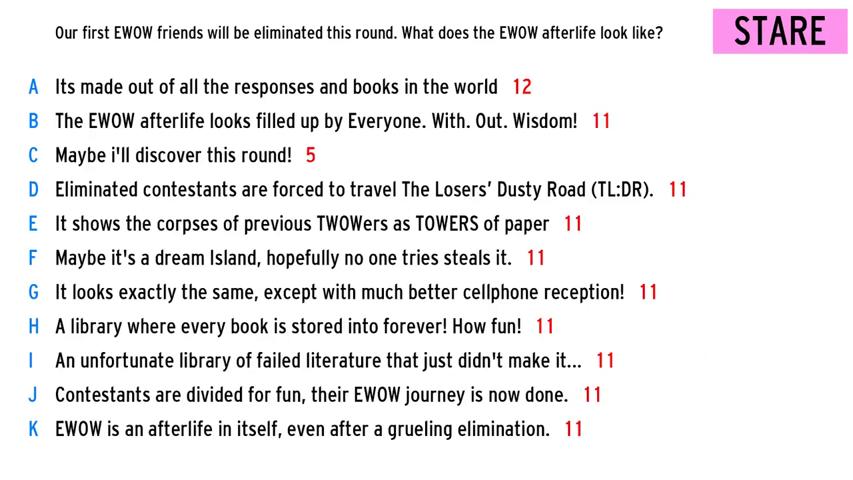 Our first EWOW friends will be eliminated this round. What does the EWOW afterlife look like?
STARE
A Its made out of all the responses and books in the world 12
B The EWOW afterlife looks filled up by Everyone. With. Out. Wisdom! 11
C Maybe i'll discover this round! 5
D Eliminated contestants are forced to travel The Losers' Dusty Road (TL:DR). 11
E It shows the corpses of previous TWOWers as TOWERS of paper 11
F Maybe it's a dream Island, hopefully no one tries steals it. 11
G It looks exactly the same, except with much better cellphone reception! 11
H A library where every book is stored into forever! How fun! 11
I An unfortunate library of failed literature that just didn't make it... 11
J Contestants are divided for fun, their EWOW journey is now done. 11
K EWOW is an afterlife in itself, even after a grueling elimination. 11